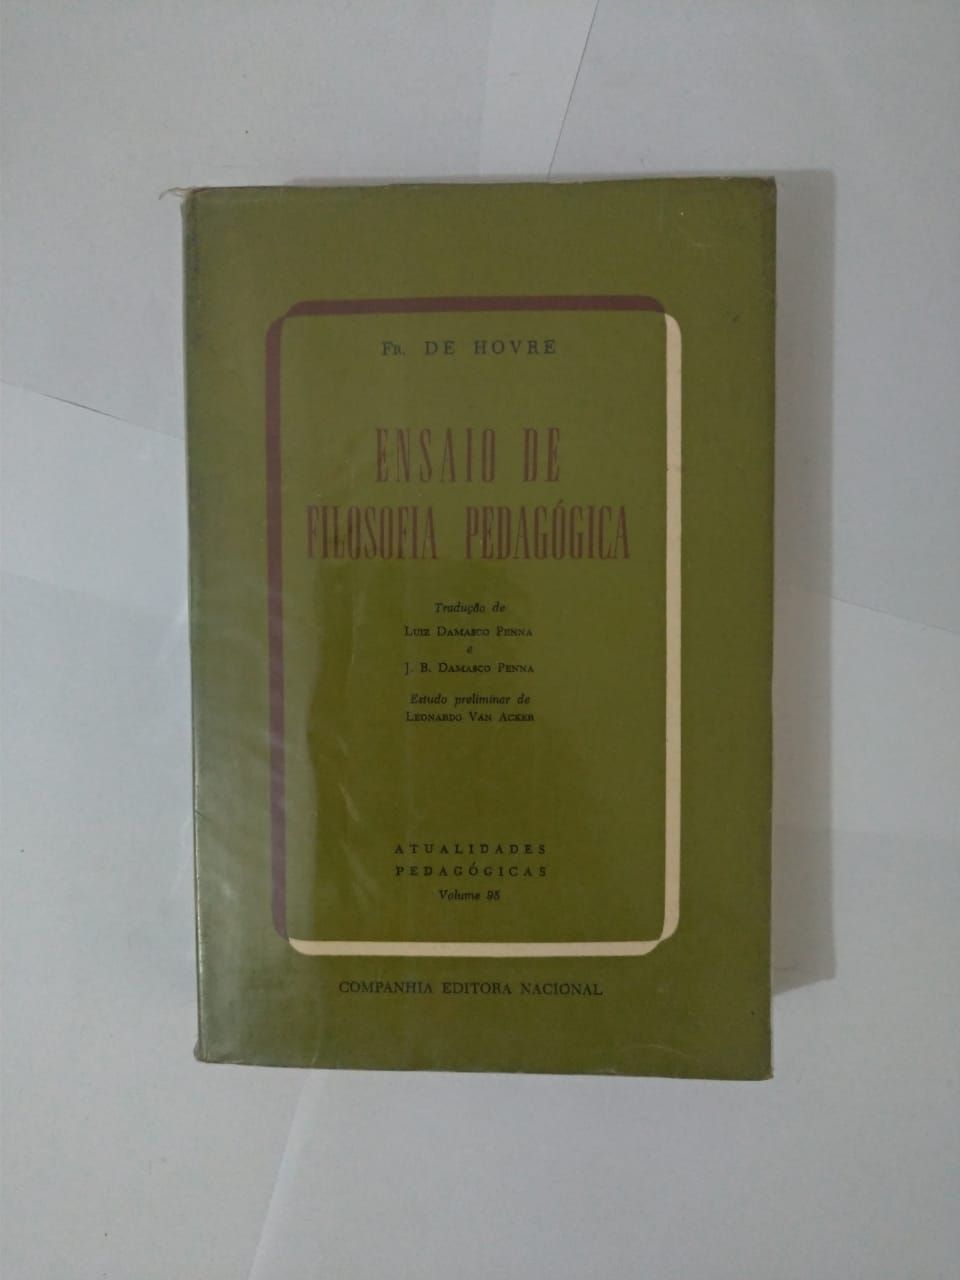 Fr. DE HOVRE
ENSAIO DE
FILOSOFIA PEDAGÓGICA
Tradução de
Luiz Damasco Penna
e
J. B. Damasco Penna
Estudo preliminar de
Leonardo Van Acker
ATUALIDADES
PEDAGÓGICAS
Volume 95
COMPANHIA EDITORA NACIONAL